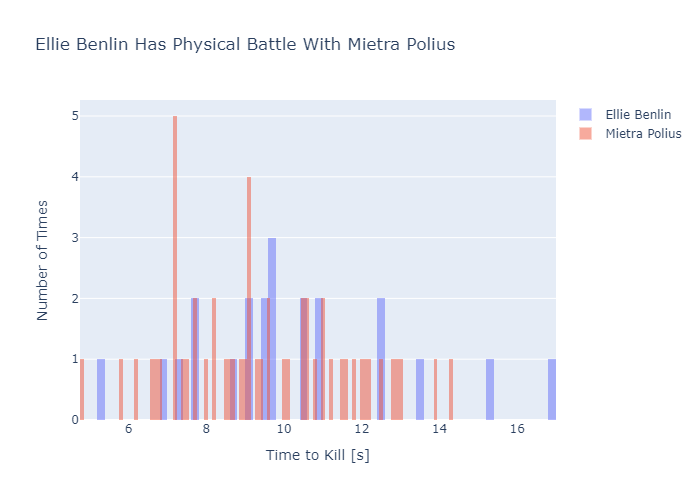 Ellie Benlin Has Physical Battle With Mietra Polius
Ellie Benlin
Mietra Polius
Number of Times
5
4
3
2
1
0
6 8 10 12 14 16
Time to Kill [s]